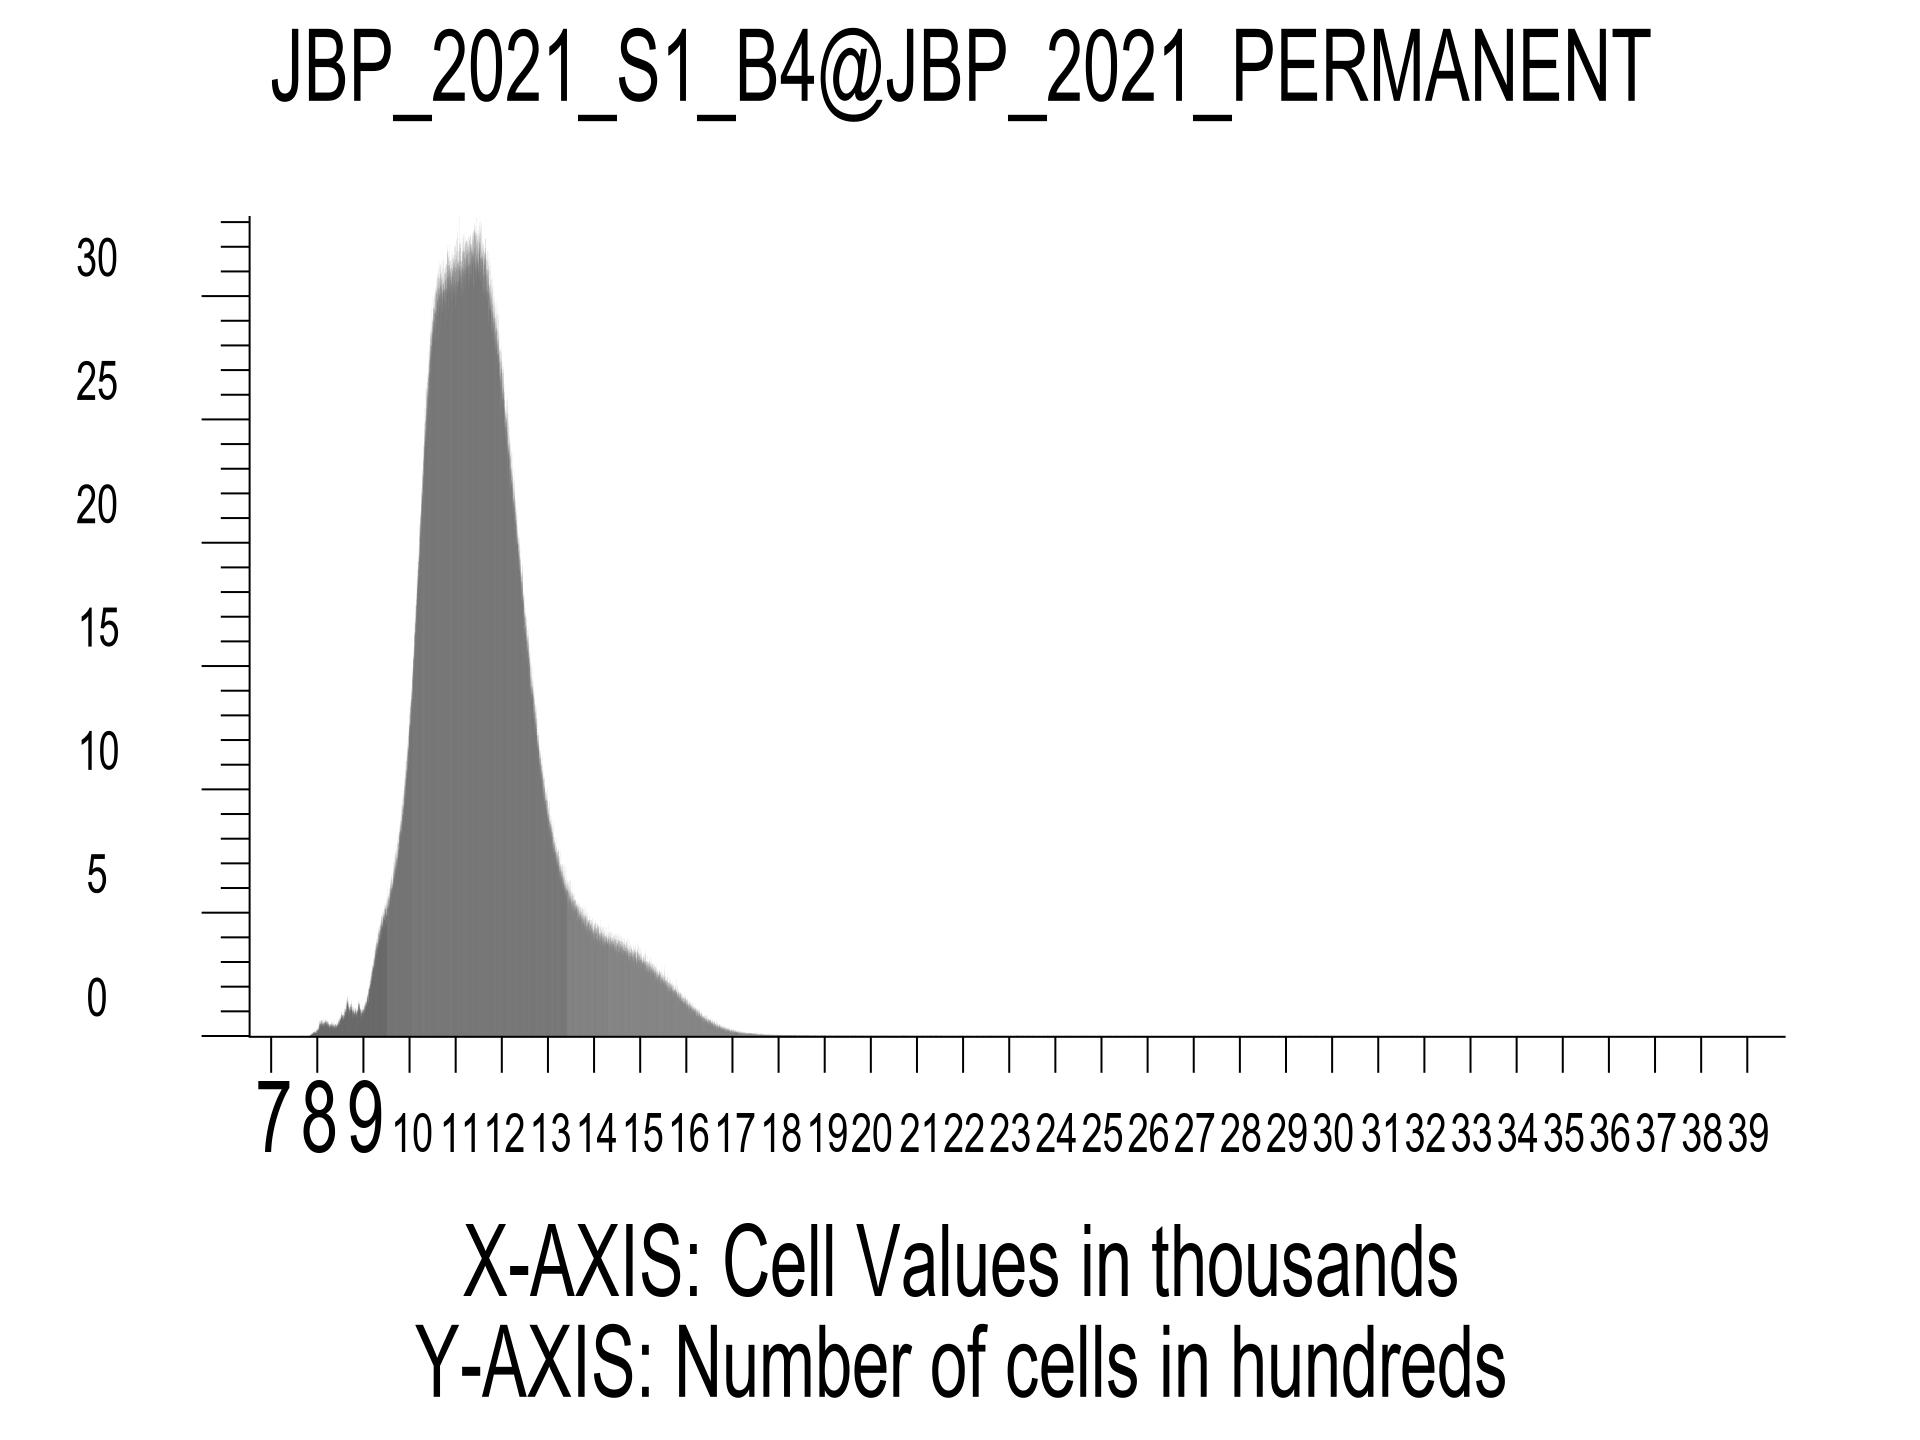 JBP_2021_S1_B4@JBP_2021_PERMANENT
30
25
20
15
10
5
0
7 8 9 10 11 12 13 14 15 16 17 18 19 20 21 22 23 24 25 26 27 28 29 30 31 32 33 34 35 36 37 38 39
X-AXIS: Cell Values in thousands
Y-AXIS: Number of cells in hundreds